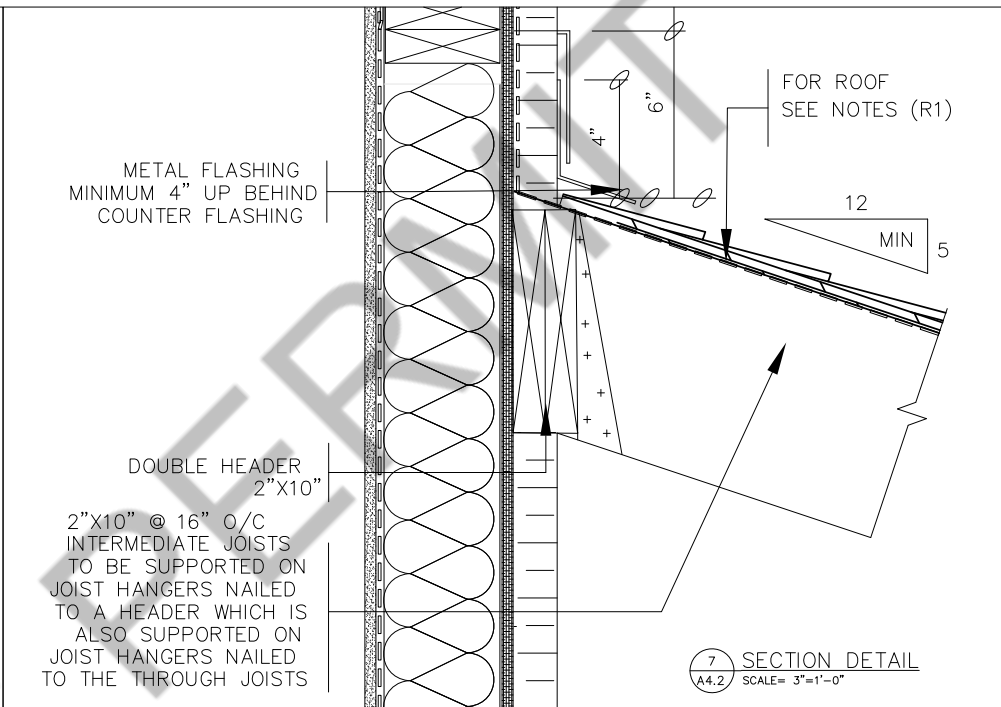 METAL FLASHING
MINIMUM 4" UP BEHIND
COUNTER FLASHING
4"
6"
FOR ROOF
SEE NOTES (R1)
12
MIN
5
DOUBLE HEADER
2"X10"
2"X10" @ 16" O/C
INTERMEDIATE JOISTS
TO BE SUPPORTED ON
JOIST HANGERS NAILED
TO A HEADER WHICH IS
ALSO SUPPORTED ON
JOIST HANGERS NAILED
TO THE THROUGH JOISTS
7
A4.2
SECTION DETAIL
SCALE= 3"=1'-0"
PERMIT